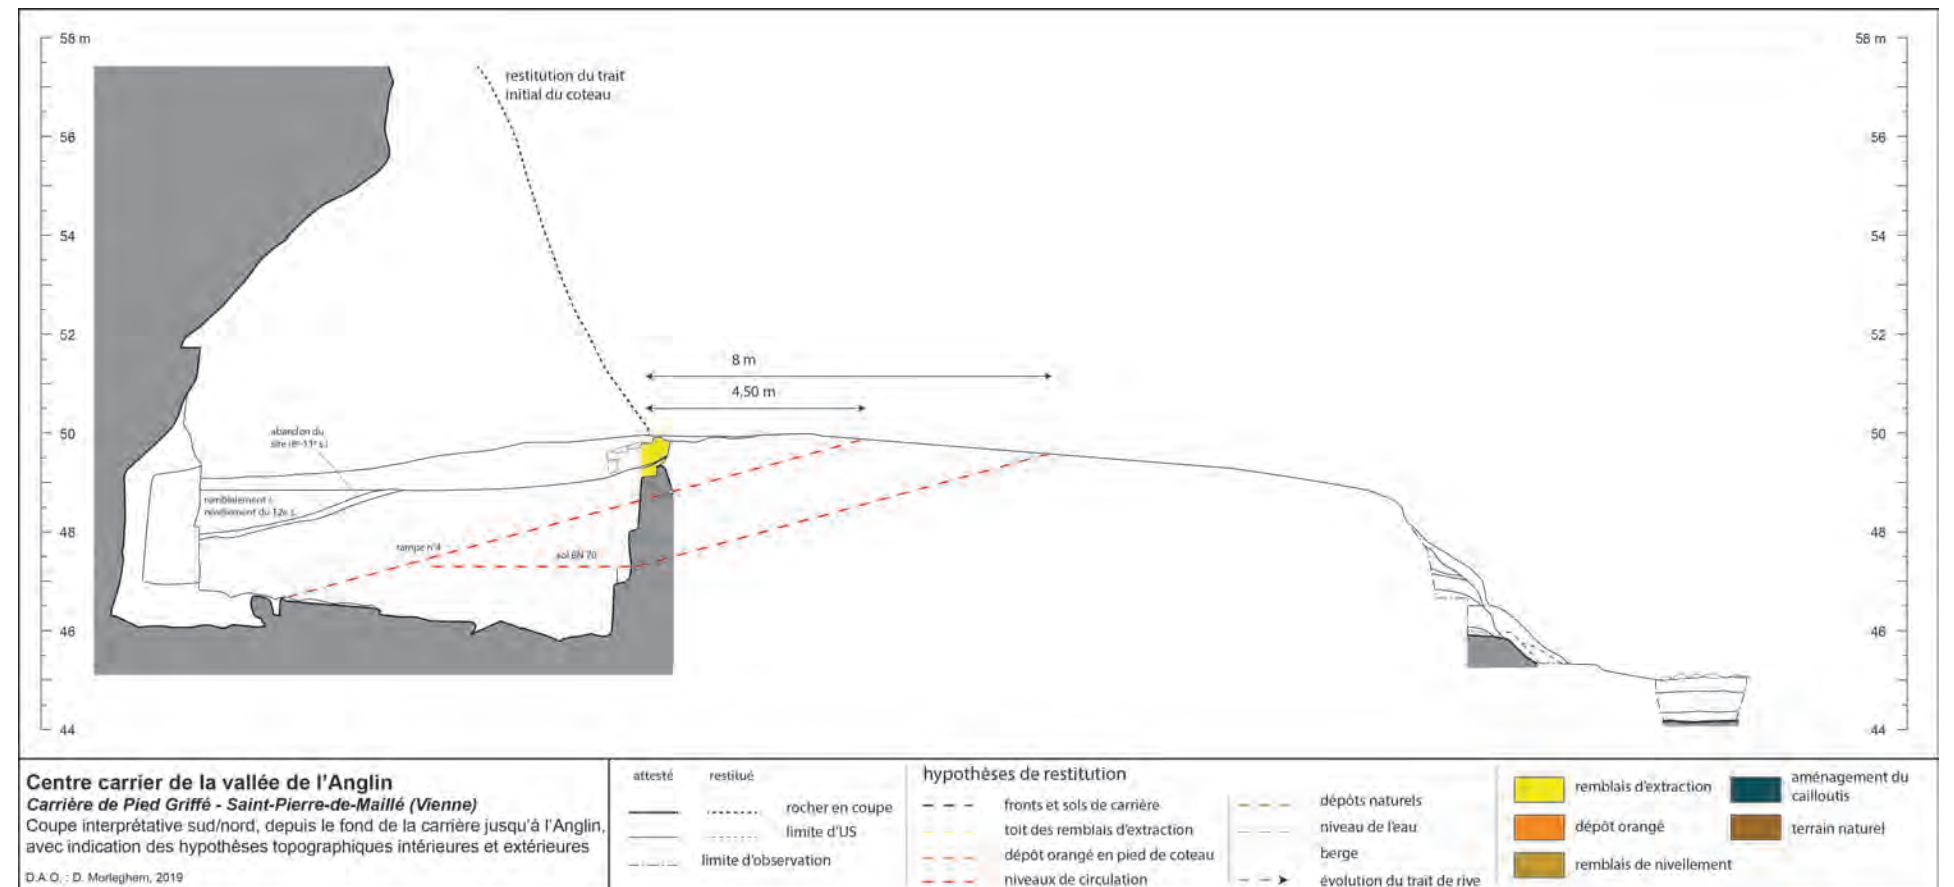 58 m
56
54
52
50
48
46
44
restitution du trait
initial du coteau
8 m
4,50 m
abandon du
site (8e-11e s.)
remblaiement &
nivellement du 12e s.
rampe n°4
sol BN 70
58 m
56
54
52
50
48
46
44
Centre carrier de la vallée de l'Anglin
Carrière de Pied Griffé - Saint-Pierre-de-Maillé (Vienne)
Coupe interprétative sud/nord, depuis le fond de la carrière jusqu'à l'Anglin,
avec indication des hypothèses topographiques intérieures et extérieures
D.A.O. : D. Morleghem, 2019
attesté restitué
rocher en coupe
limite d'US
limite d'observation
hypothèses de restitution
fronts et sols de carrière
toit des remblais d'extraction
dépôt orangé en pied de coteau
niveaux de circulation
dépôts naturels
niveau de l'eau
berge
évolution du trait de rive
remblais d'extraction
dépôt orangé
remblais de nivellement
aménagement du
cailloutis
terrain naturel